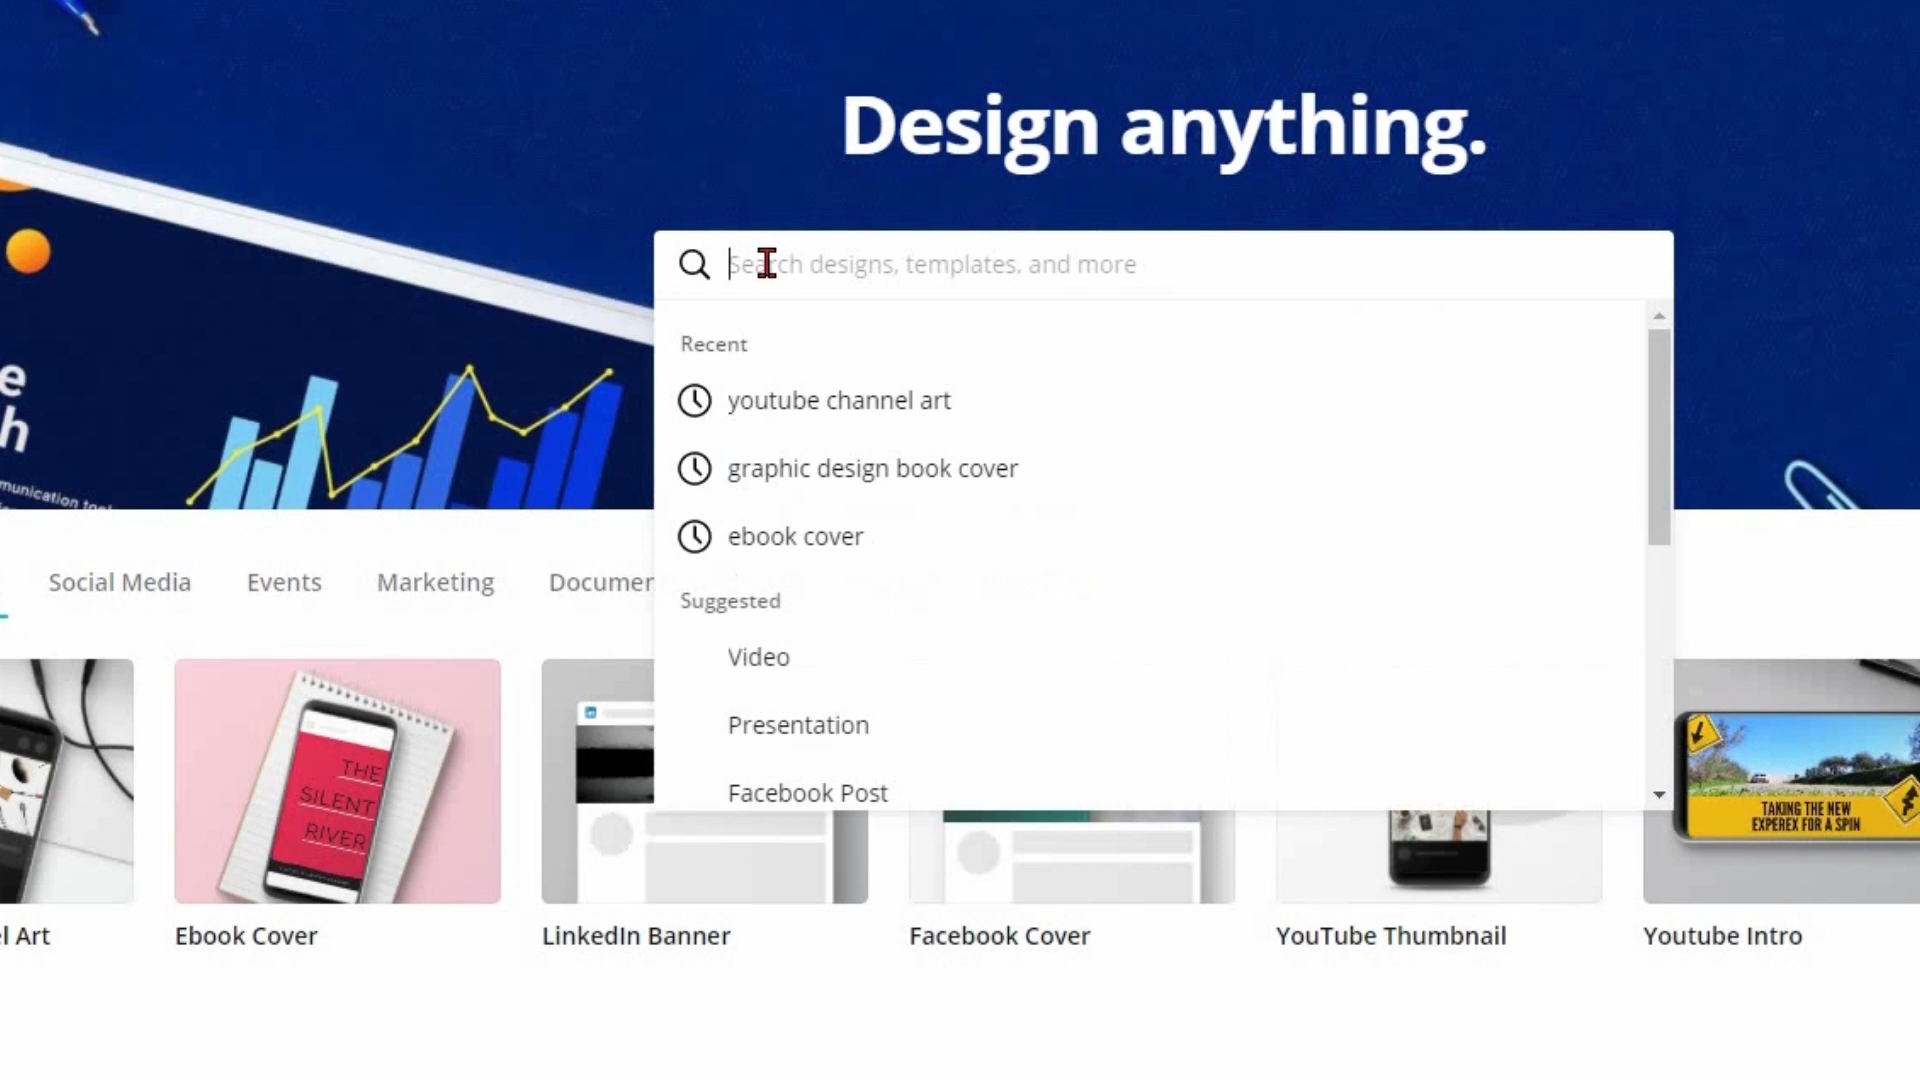 Design anything.
Search designs, templates, and more
Recent
youtube channel art
graphic design book cover
ebook cover
Suggested
Video
Presentation
Facebook Post
e
h
munication tool
Social Media Events Marketing Documen
THE
SILENT
RIVER
TAKING THE NEW
EXPEREX FOR A SPIN
l Art Ebook Cover LinkedIn Banner Facebook Cover YouTube Thumbnail Youtube Intro